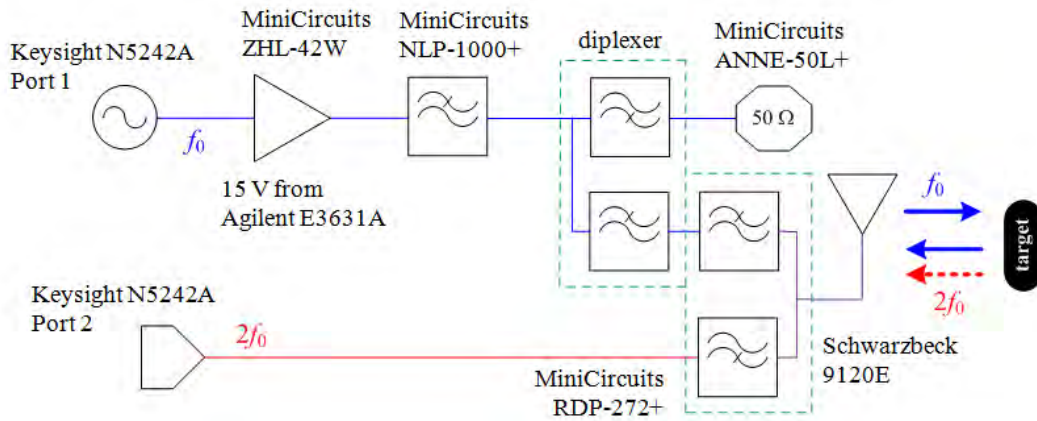 Keysight N5242A
Port 1
MiniCircuits
ZHL-42W
MiniCircuits
NLP-1000+
diplexer
MiniCircuits
ANNE-50L+
50 Ω
f0
15 V from
Agilent E3631A
f0
target
2f0
Keysight N5242A
Port 2
2f0
MiniCircuits
RDP-272+
Schwarzbeck
9120E